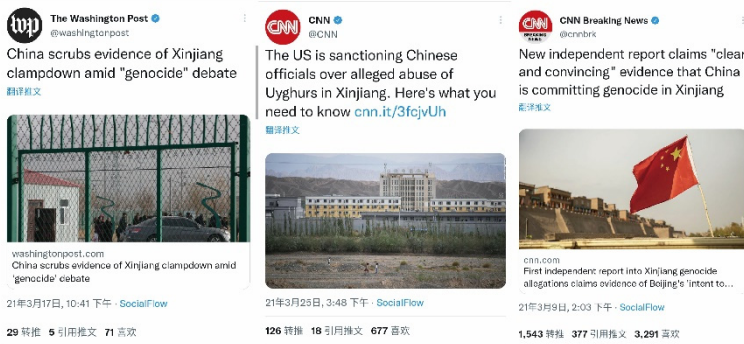 The Washington Post
@washingtonpost
China scrubs evidence of Xinjiang
clampdown amid "genocide" debate
翻译推文
washingtonpost.com
China scrubs evidence of Xinjiang clampdown amid
'genocide' debate
21年3月17日, 10:41 下午 · SocialFlow
29 转推 5 引用推文 71 喜欢
CNN
CNN
@CNN
The US is sanctioning Chinese
officials over alleged abuse of
Uyghurs in Xinjiang. Here's what you
need to know cnn.it/3fcjvUh
翻译推文
21年3月25日, 3:48 下午 · SocialFlow
126 转推 18 引用推文 677 喜欢
CNN
BREAKING
NEWS
CNN Breaking News
@cnnbrk
New independent report claims "clear
and convincing" evidence that China
is committing genocide in Xinjiang
翻译推文
cnn.com
First independent report into Xinjiang genocide
allegations claims evidence of Beijing's 'intent to...
21年3月9日, 2:03 下午 · SocialFlow
1,543 转推 377 引用推文 3,291 喜欢